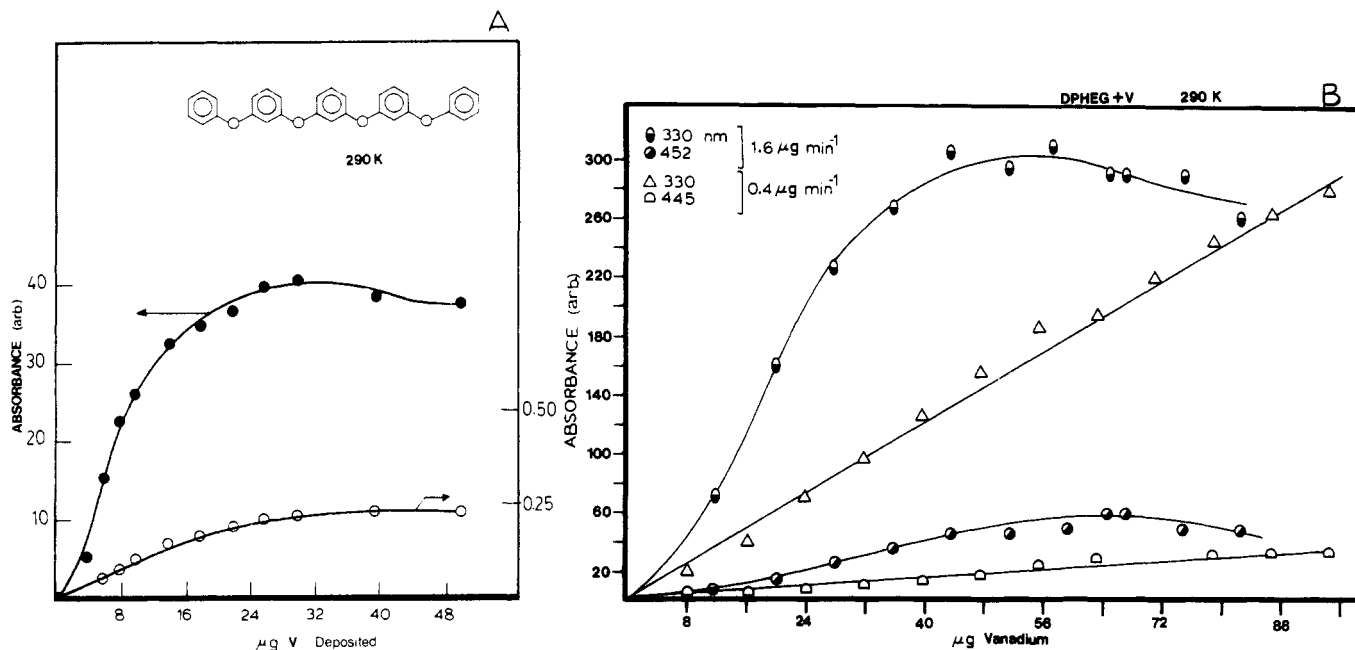 A
290 K
ABSORBANCE (arb)
40
30
20
10
0.50
0.25
8 16 24 32 40 48
μg V Deposited
DPHEG + V 290 K B
330 nm
452
1.6 μg min⁻¹
330
445
0.4 μg min⁻¹
ABSORBANCE (arb)
300
260
220
180
140
100
60
20
8 24 40 56 72 88
μg Vanadium